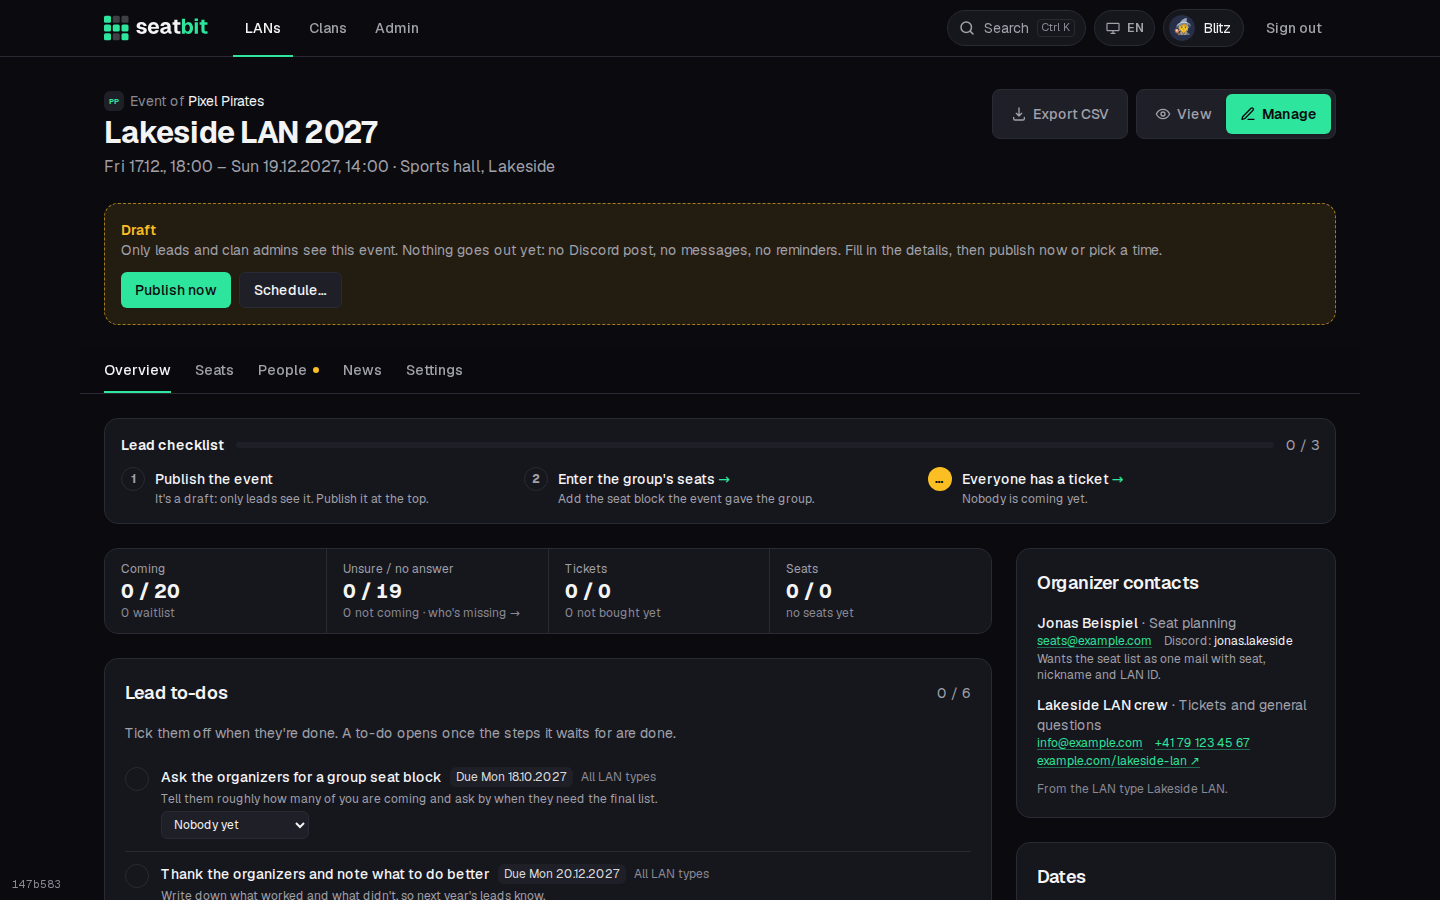 seatbit
LANs
Clans
Admin
Search
Ctrl K
EN
Blitz
Sign out
PP
Event of Pixel Pirates
Lakeside LAN 2027
Fri 17.12., 18:00 – Sun 19.12.2027, 14:00 · Sports hall, Lakeside
Export CSV
View
Manage
Draft
Only leads and clan admins see this event. Nothing goes out yet: no Discord post, no messages, no reminders. Fill in the details, then publish now or pick a time.
Publish now
Schedule...
Overview
Seats
People
News
Settings
Lead checklist
0 / 3
1
Publish the event
It's a draft: only leads see it. Publish it at the top.
2
Enter the group's seats →
Add the seat block the event gave the group.
...
Everyone has a ticket →
Nobody is coming yet.
Coming
0 / 20
0 waitlist
Unsure / no answer
0 / 19
0 not coming · who's missing →
Tickets
0 / 0
0 not bought yet
Seats
0 / 0
no seats yet
Lead to-dos
0 / 6
Tick them off when they're done. A to-do opens once the steps it waits for are done.
Ask the organizers for a group seat block
Due Mon 18.10.2027
All LAN types
Tell them roughly how many of you are coming and ask by when they need the final list.
Nobody yet
Thank the organizers and note what to do better
Due Mon 20.12.2027
All LAN types
Write down what worked and what didn't, so next year's leads know.
Organizer contacts
Jonas Beispiel · Seat planning
seats@example.com
Discord: jonas.lakeside
Wants the seat list as one mail with seat,
nickname and LAN ID.
Lakeside LAN crew · Tickets and general
questions
info@example.com
+41 79 123 45 67
example.com/lakeside-lan ↗
From the LAN type Lakeside LAN.
Dates
147b583